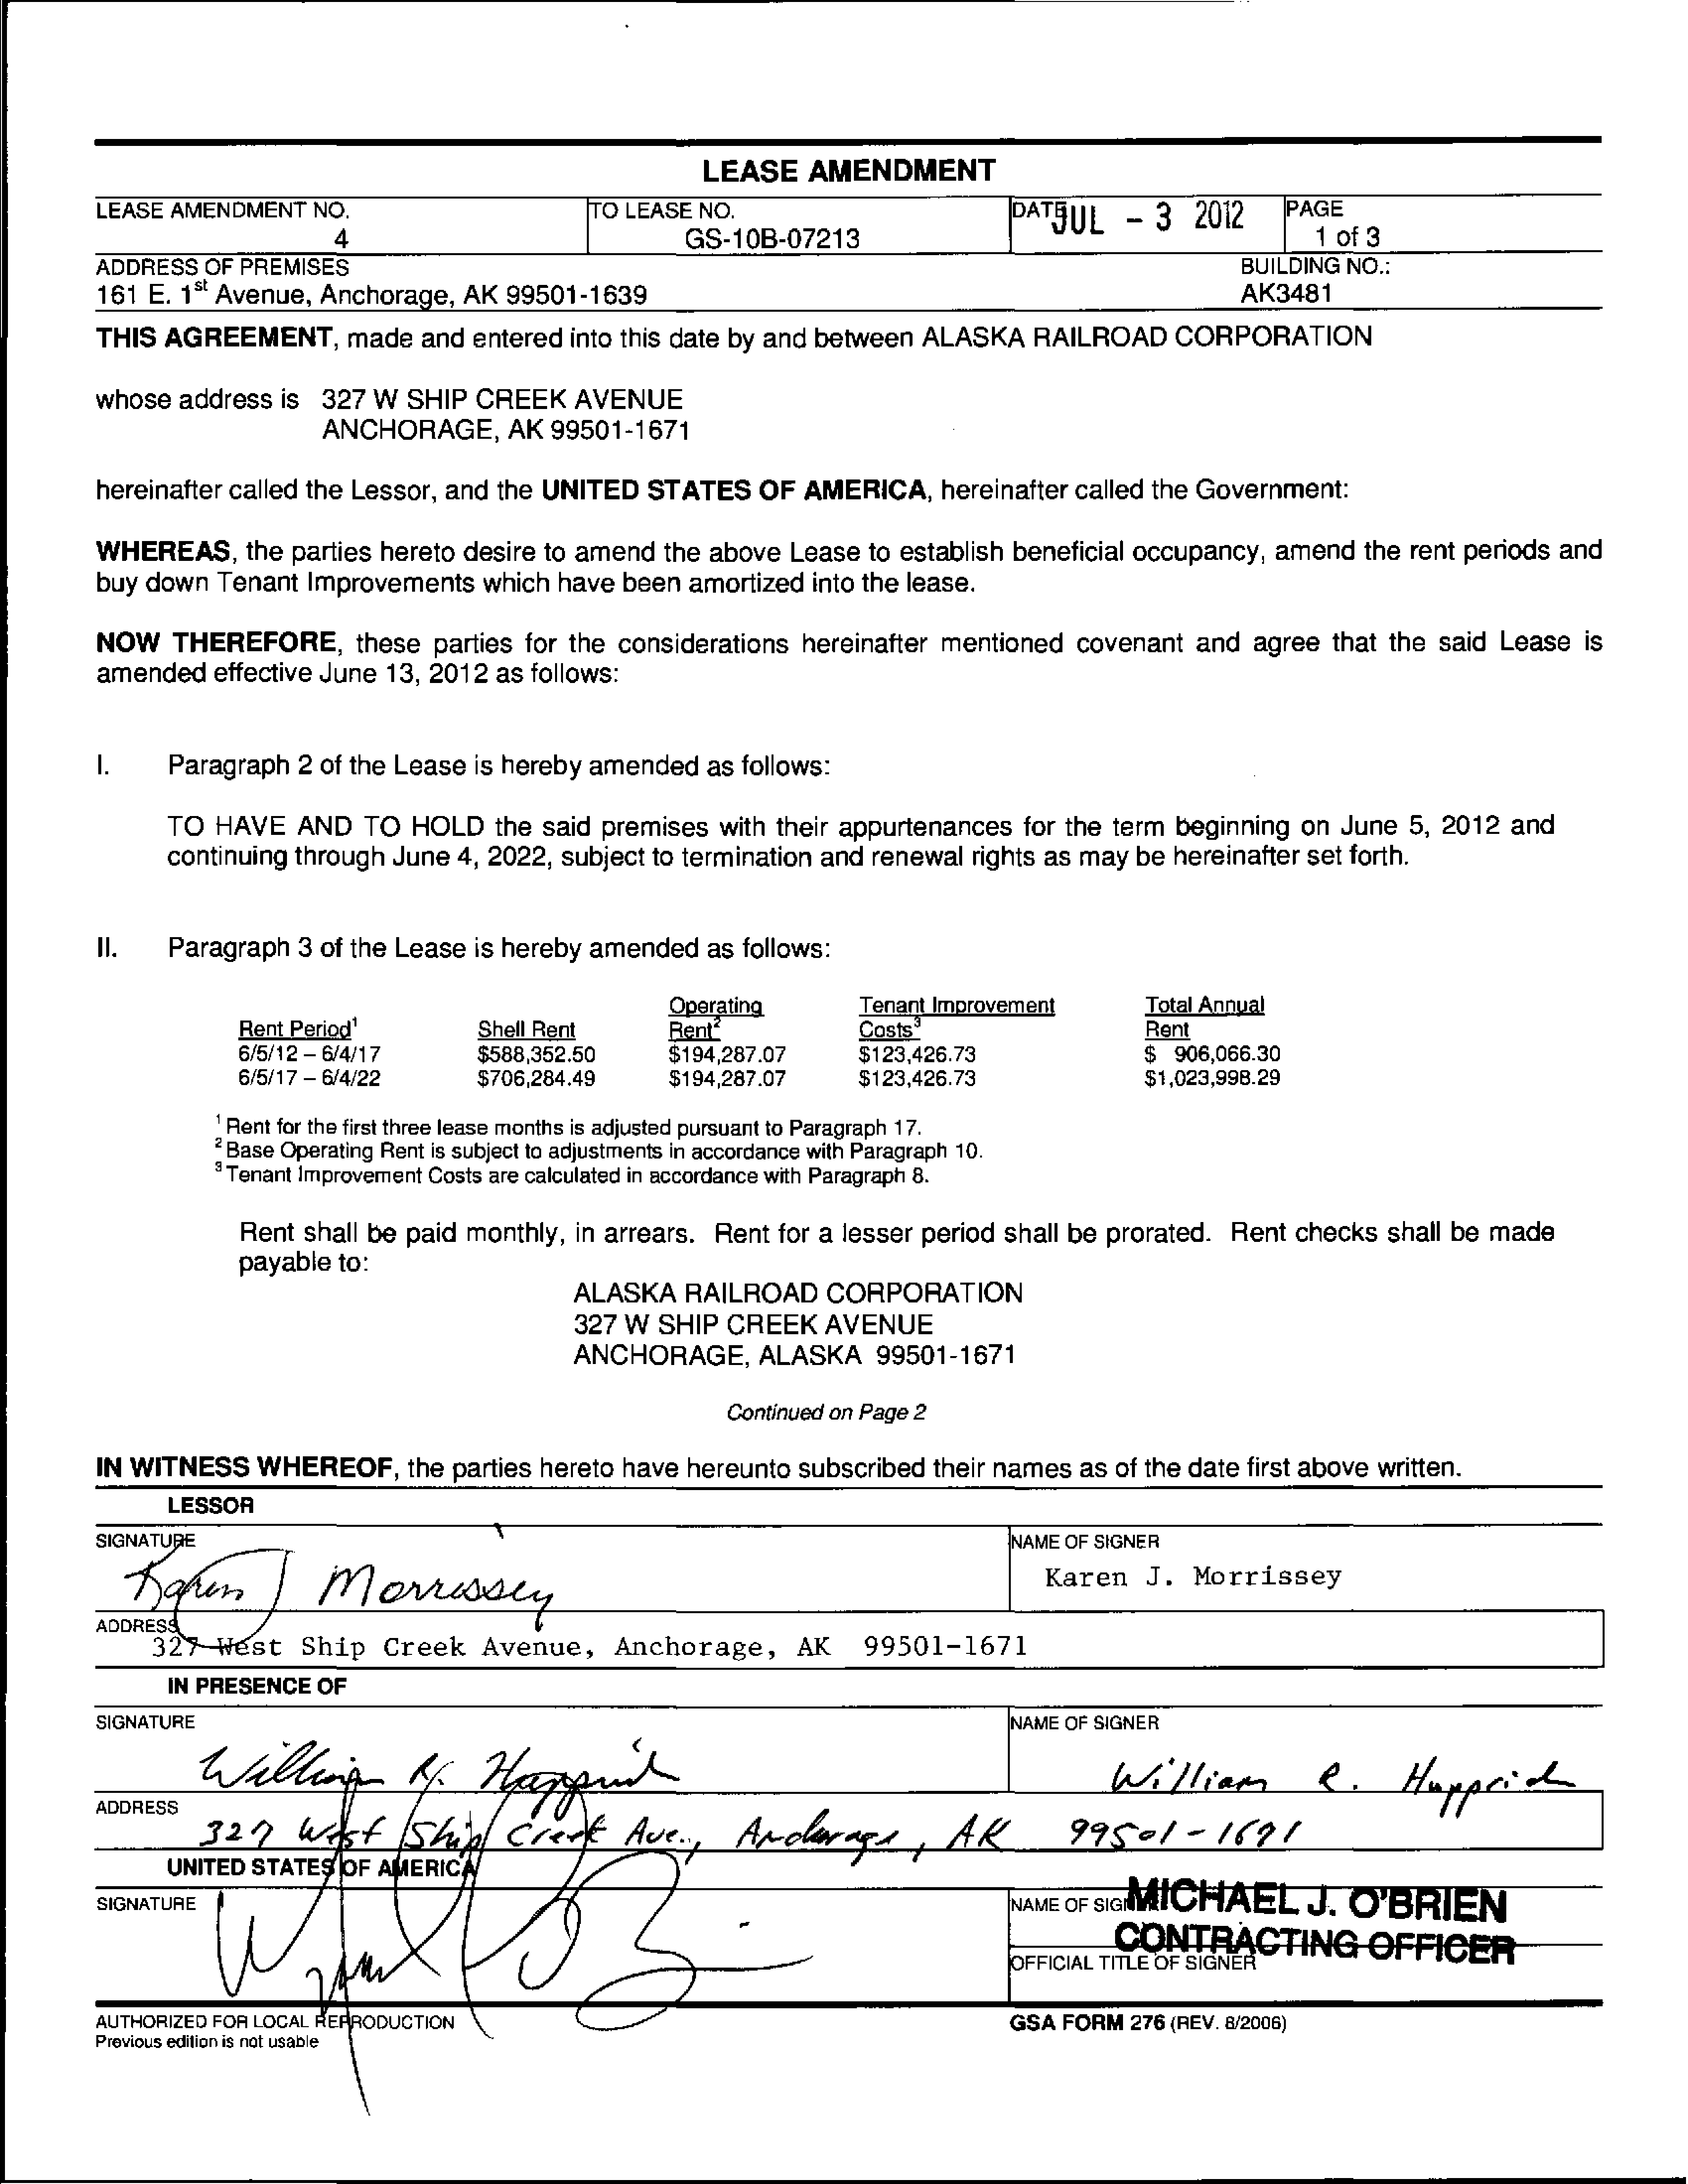 LEASE AMENDMENT
LEASE AMENDMENT NO.
4
TO LEASE NO.
GS-10B-07213
DATE JUL - 3 2012
PAGE
1 of 3
ADDRESS OF PREMISES
161 E. 1st Avenue, Anchorage, AK 99501-1639
BUILDING NO.:
AK3481
THIS AGREEMENT, made and entered into this date by and between ALASKA RAILROAD CORPORATION
whose address is 327 W SHIP CREEK AVENUE
ANCHORAGE, AK 99501-1671
hereinafter called the Lessor, and the UNITED STATES OF AMERICA, hereinafter called the Government:
WHEREAS, the parties hereto desire to amend the above Lease to establish beneficial occupancy, amend the rent periods and
buy down Tenant Improvements which have been amortized into the lease.
NOW THEREFORE, these parties for the considerations hereinafter mentioned covenant and agree that the said Lease is
amended effective June 13, 2012 as follows:
I. Paragraph 2 of the Lease is hereby amended as follows:
TO HAVE AND TO HOLD the said premises with their appurtenances for the term beginning on June 5, 2012 and
continuing through June 4, 2022, subject to termination and renewal rights as may be hereinafter set forth.
II. Paragraph 3 of the Lease is hereby amended as follows:
Operating Tenant Improvement Total Annual
Rent Period¹ Shell Rent Rent² Costs³ Rent
6/5/12 – 6/4/17 $588,352.50 $194,287.07 $123,426.73 $ 906,066.30
6/5/17 – 6/4/22 $706,284.49 $194,287.07 $123,426.73 $1,023,998.29
¹ Rent for the first three lease months is adjusted pursuant to Paragraph 17.
² Base Operating Rent is subject to adjustments in accordance with Paragraph 10.
³ Tenant Improvement Costs are calculated in accordance with Paragraph 8.
Rent shall be paid monthly, in arrears. Rent for a lesser period shall be prorated. Rent checks shall be made
payable to:
ALASKA RAILROAD CORPORATION
327 W SHIP CREEK AVENUE
ANCHORAGE, ALASKA 99501-1671
Continued on Page 2
IN WITNESS WHEREOF, the parties hereto have hereunto subscribed their names as of the date first above written.
LESSOR
SIGNATURE
Karen J Morrissey
NAME OF SIGNER
Karen J. Morrissey
ADDRESS
327 West Ship Creek Avenue, Anchorage, AK 99501-1671
IN PRESENCE OF
SIGNATURE
William R. Hupprich
NAME OF SIGNER
William R. Hupprich
ADDRESS
327 West Ship Creek Ave., Anchorage, AK 99501-1671
UNITED STATES OF AMERICA
SIGNATURE
NAME OF SIGNER
MICHAEL J. O'BRIEN
CONTRACTING OFFICER
OFFICIAL TITLE OF SIGNER
AUTHORIZED FOR LOCAL REPRODUCTION
Previous edition is not usable
GSA FORM 276 (REV. 8/2006)